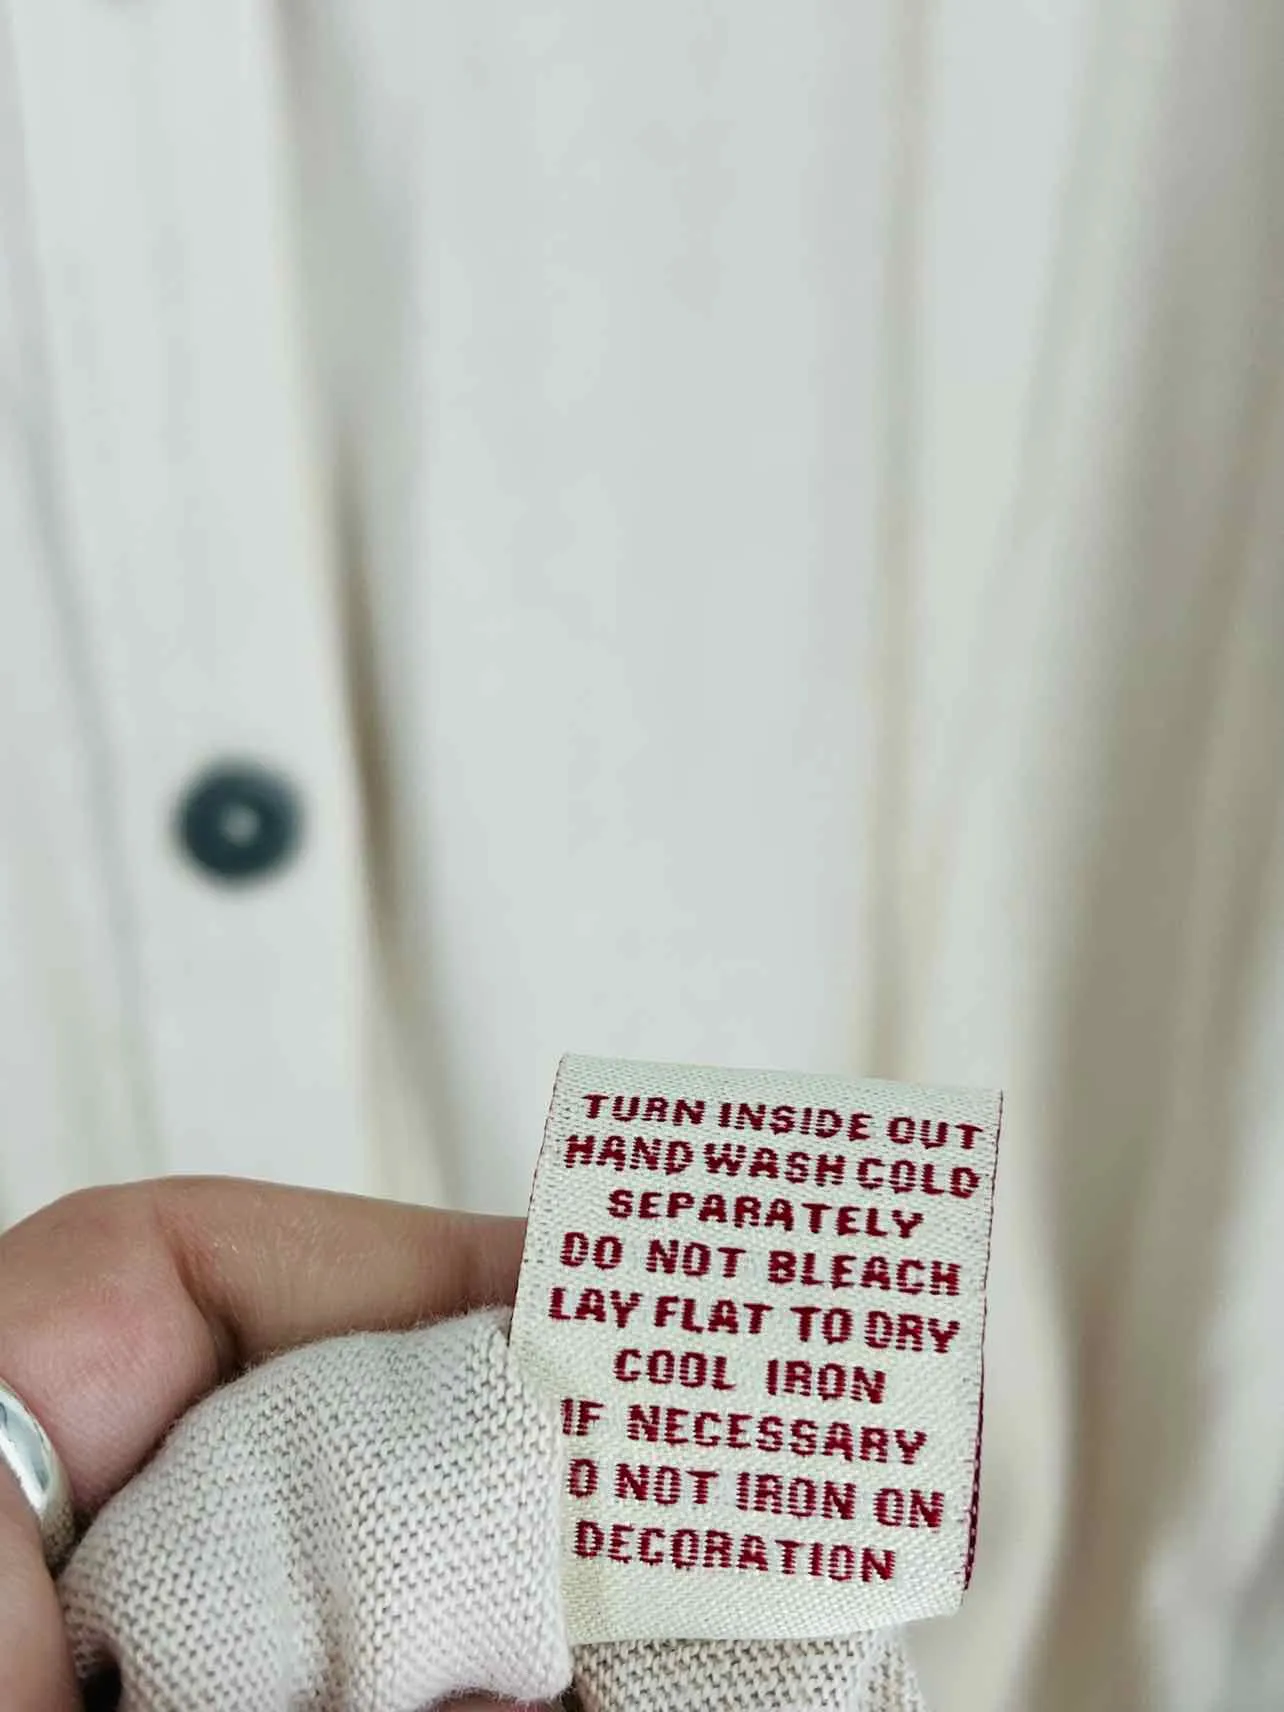 TURN INSIDE OUT
HAND WASH COLD
SEPARATELY
DO NOT BLEACH
LAY FLAT TO DRY
COOL IRON
IF NECESSARY
O NOT IRON ON
DECORATION